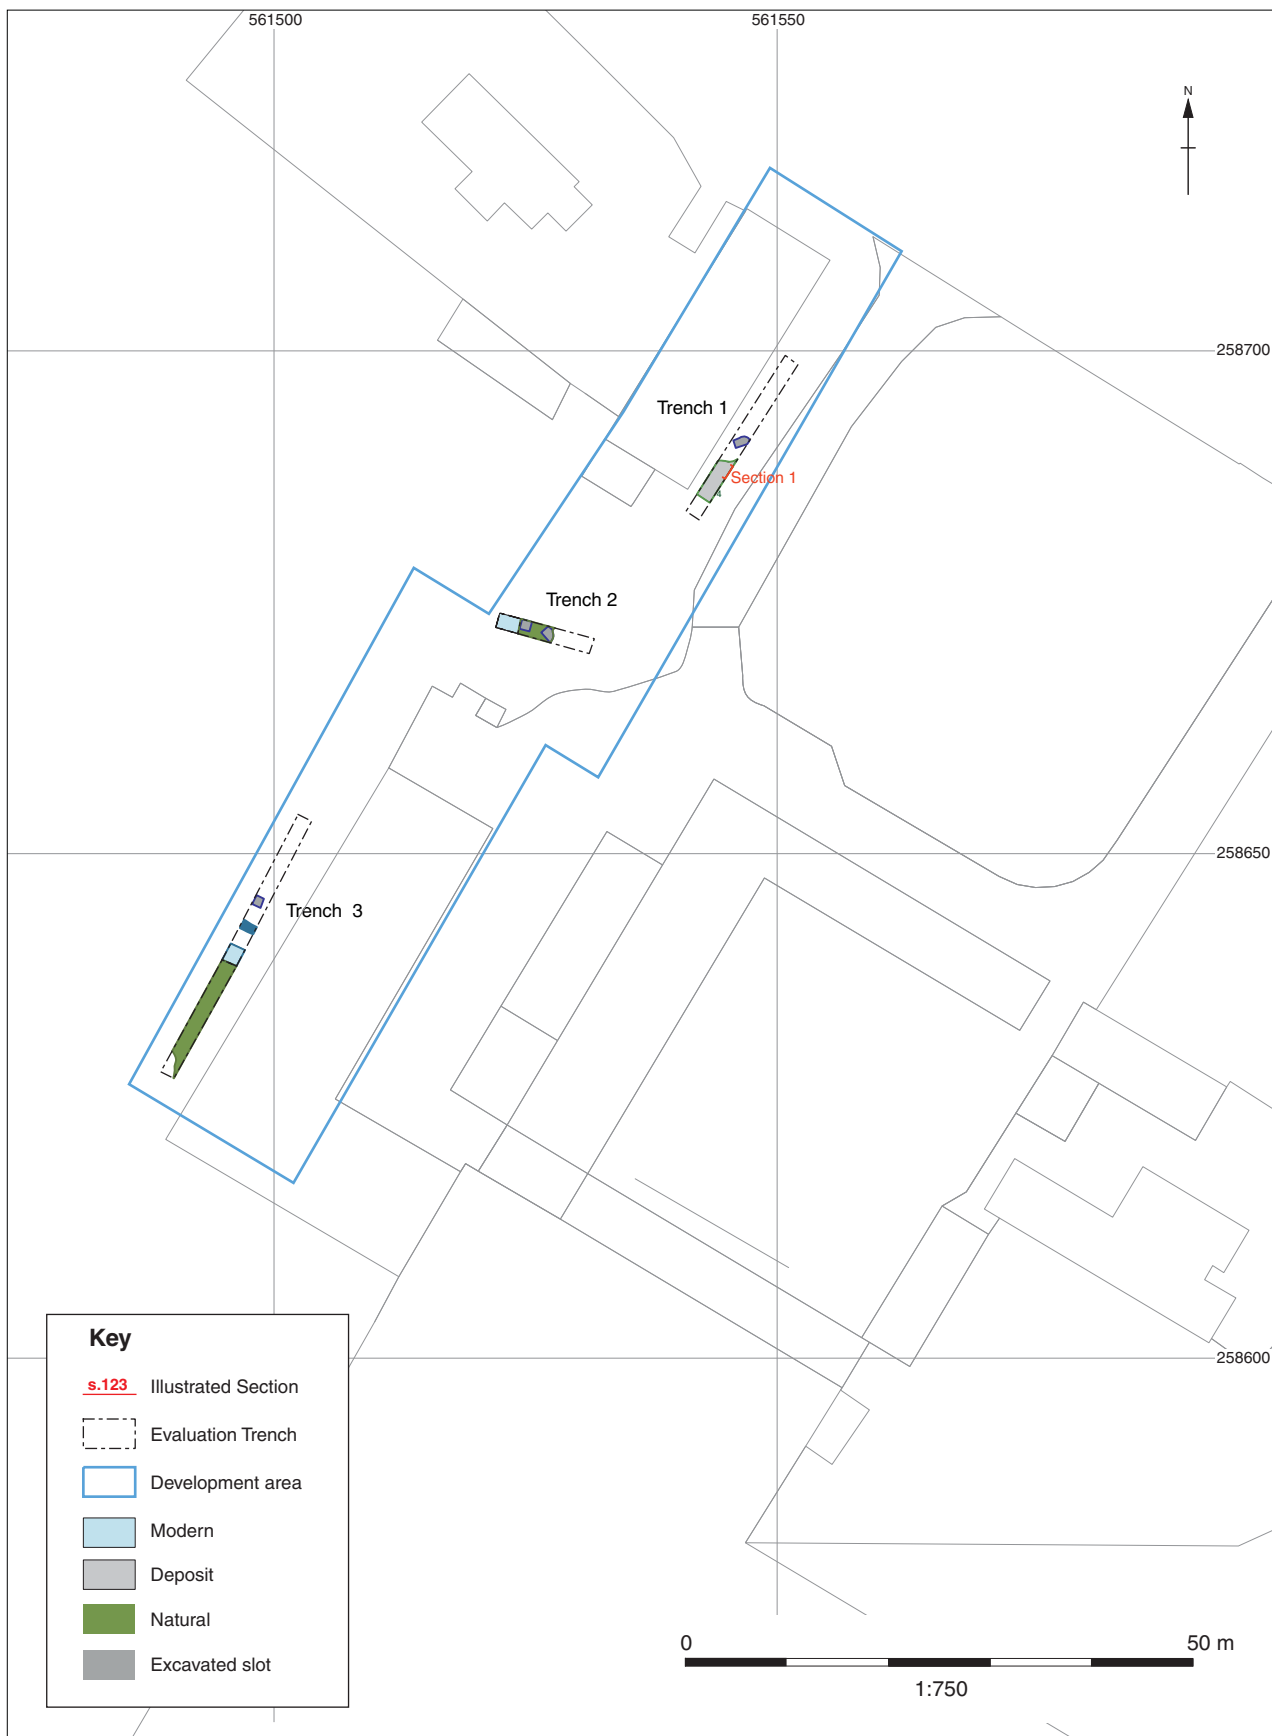 561500
561550
N
258700
Trench 1
Section 1
4
Trench 2
258650
Trench 3
258600
Key
s.123 Illustrated Section
Evaluation Trench
Development area
Modern
Deposit
Natural
Excavated slot
0 50 m
1:750